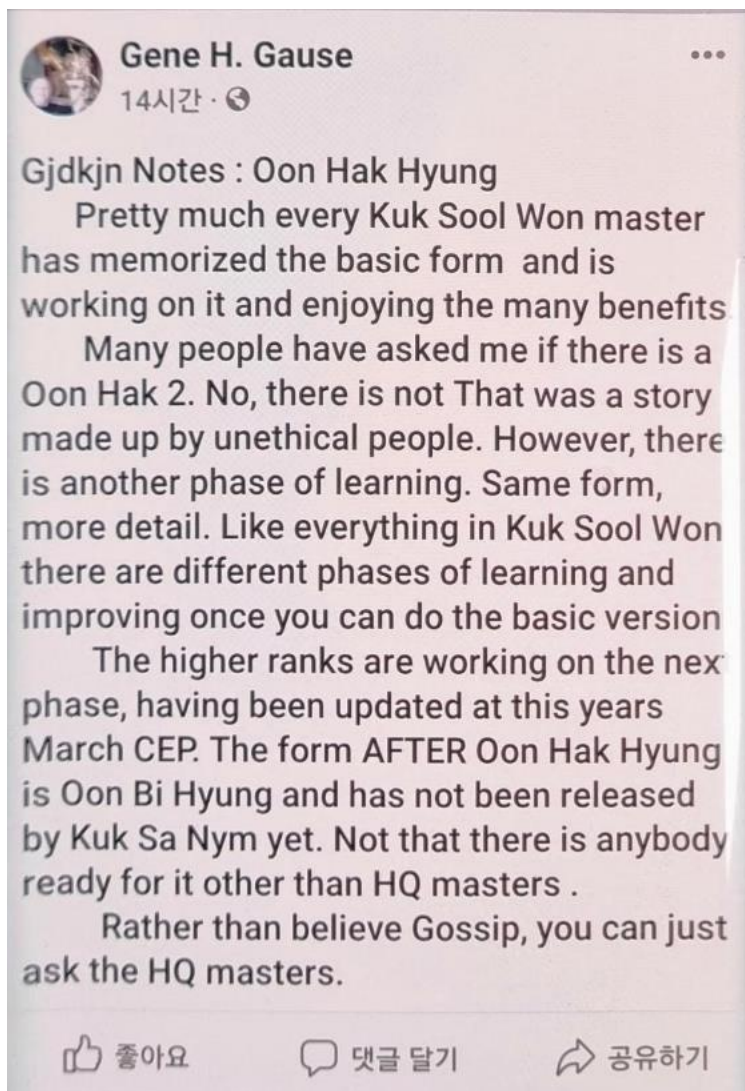 Gene H. Gause
14시간 ·
Gjdkjn Notes : Oon Hak Hyung
Pretty much every Kuk Sool Won master
has memorized the basic form and is
working on it and enjoying the many benefits
Many people have asked me if there is a
Oon Hak 2. No, there is not That was a story
made up by unethical people. However, there
is another phase of learning. Same form,
more detail. Like everything in Kuk Sool Won
there are different phases of learning and
improving once you can do the basic version
The higher ranks are working on the nex
phase, having been updated at this years
March CEP. The form AFTER Oon Hak Hyung
is Oon Bi Hyung and has not been released
by Kuk Sa Nym yet. Not that there is anybody
ready for it other than HQ masters .
Rather than believe Gossip, you can just
ask the HQ masters.
좋아요 댓글 달기 공유하기